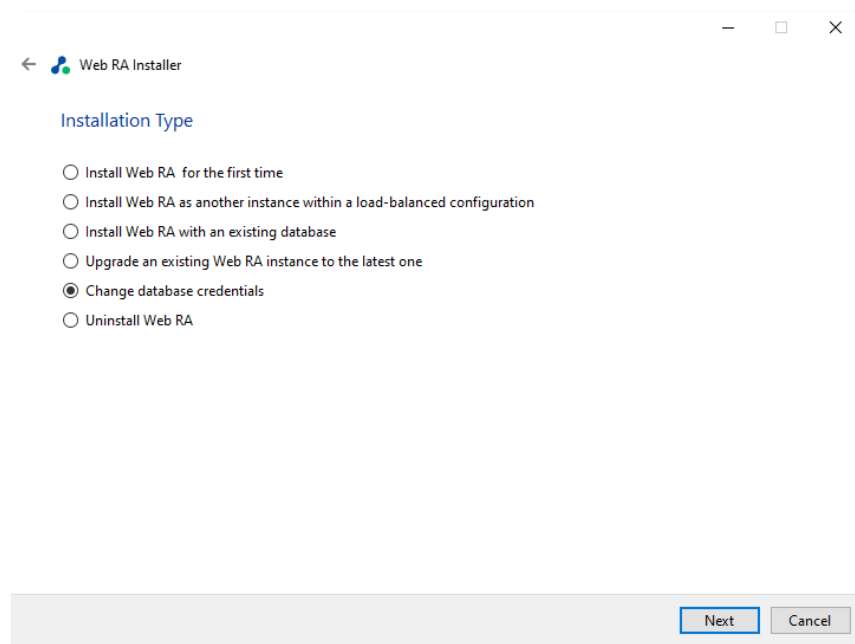 Web RA Installer
Installation Type
Install Web RA for the first time
Install Web RA as another instance within a load-balanced configuration
Install Web RA with an existing database
Upgrade an existing Web RA instance to the latest one
Change database credentials
Uninstall Web RA
Next Cancel